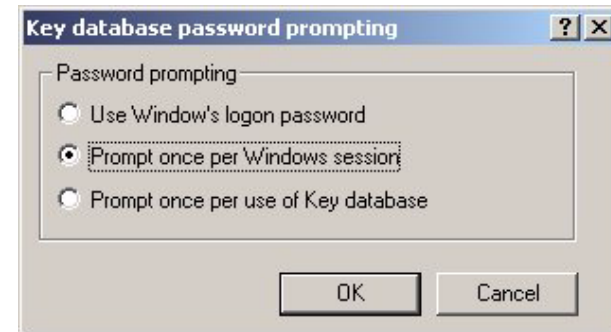 Key database password prompting
Password prompting
Use Window's logon password
Prompt once per Windows session
Prompt once per use of Key database
OK Cancel